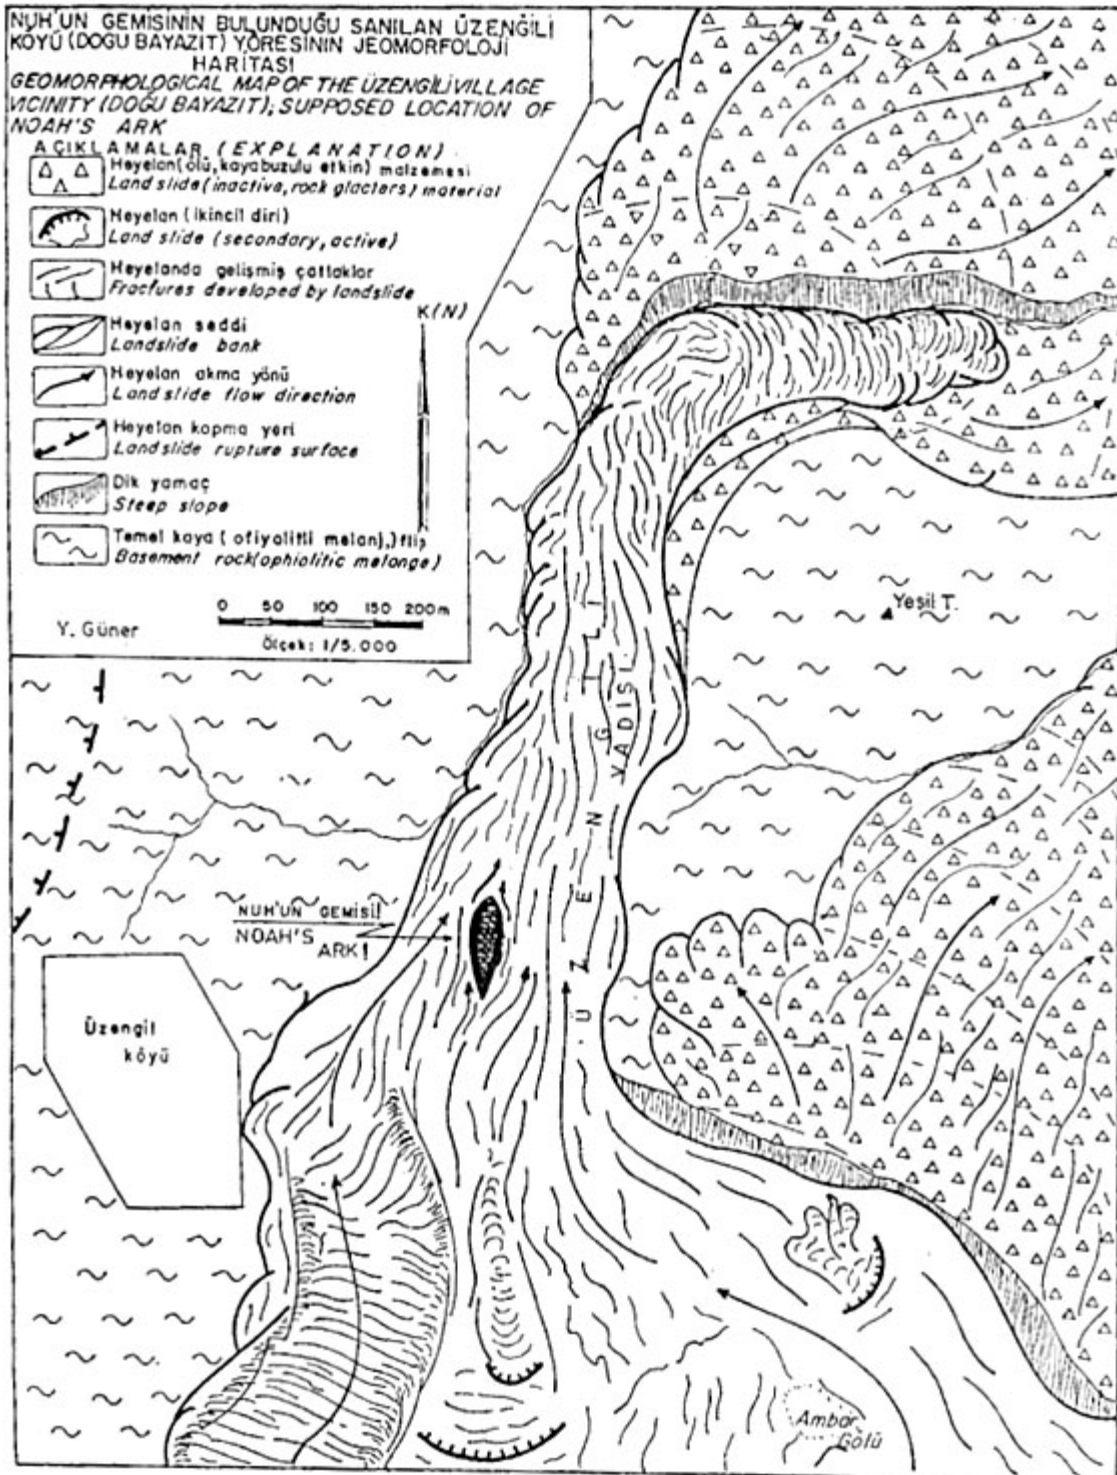 NUH'UN GEMİSİNİN BULUNDUĞU SANILAN ÜZENGİLİ
KÖYÜ (DOĞU BAYAZIT) YÖRESİNİN JEOMORFOLOJİ
HARİTASI
GEOMORPHOLOGICAL MAP OF THE ÜZENGİLİ VILLAGE
VICINITY (DOĞU BAYAZIT); SUPPOSED LOCATION OF
NOAH'S ARK
AÇIKLAMALAR (EXPLANATION)
Heyelan (ölü, kayabuzulu etkin) malzemesi
Land slide (inactive, rock glaciers) material
Heyelan (ikincil diri)
Land slide (secondary, active)
Heyelanda gelişmiş çatlaklar
Fractures developed by landslide
K(N)
Heyelan seddi
Landslide bank
Heyelan akma yönü
Land slide flow direction
Heyelan kopma yeri
Landslide rupture surface
Dik yamaç
Steep slope
Temel kaya (ofiyolitli melanj,) fliş
Basement rock (ophiolitic melonge)
0 50 100 150 200m
Ölçek: 1/5.000
Y. Güner
Yeşil T.
ÜZENGİLİ
VADİSİ
NUH'UN GEMİSİ!
NOAH'S
ARK!
Üzengil
köyü
Ambar
Gölü